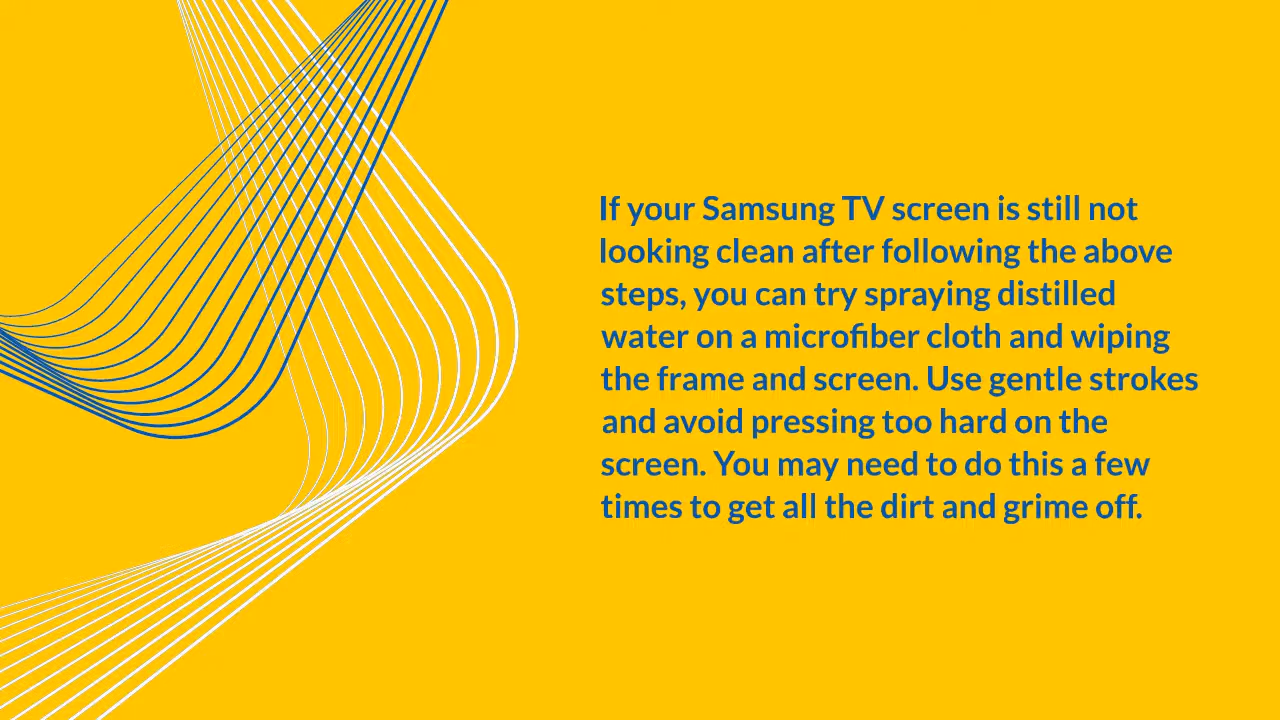 If your Samsung TV screen is still not
looking clean after following the above
steps, you can try spraying distilled
water on a microfiber cloth and wiping
the frame and screen. Use gentle strokes
and avoid pressing too hard on the
screen. You may need to do this a few
times to get all the dirt and grime off.